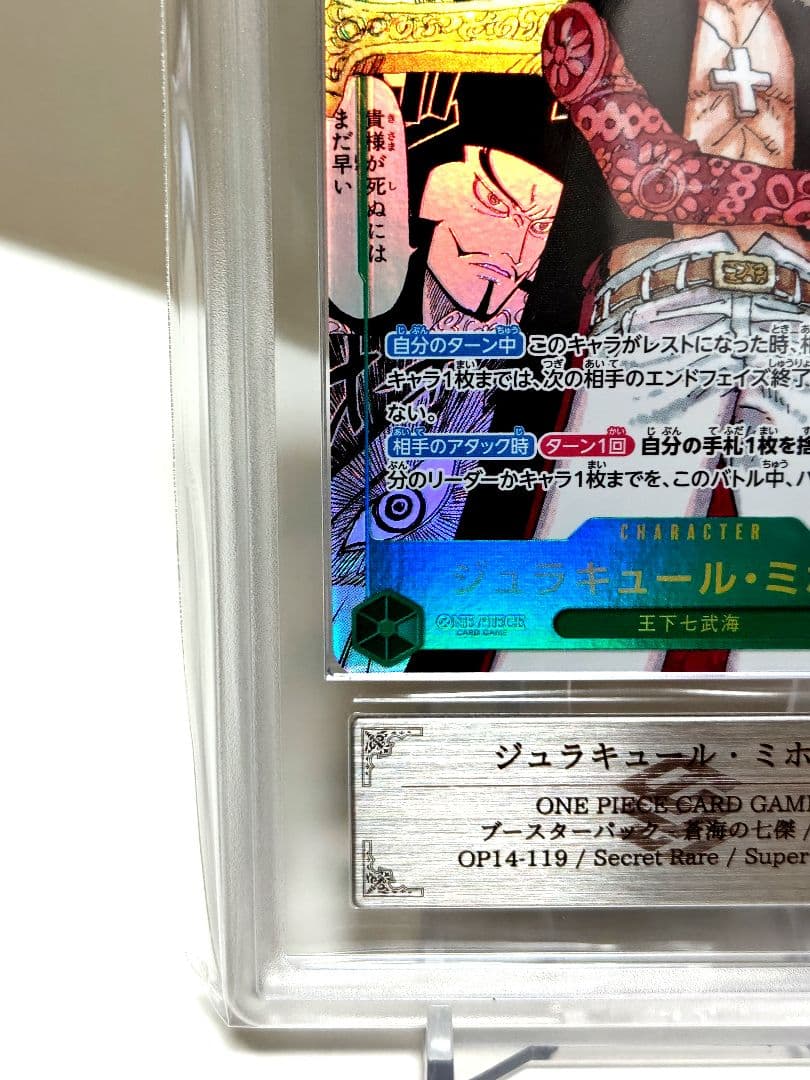 貴様が死ぬには
まだ早い
自分のターン中 このキャラがレストになった時、相
キャラ1枚までは、次の相手のエンドフェイズ終了
ない。
相手のアタック時 ターン1回 自分の手札1枚を捨
分のリーダーかキャラ1枚までを、このバトル中、パ
CHARACTER
ジュラキュール・ミホ
ONE PIECE
CARD GAME
王下七武海
ジュラキュール・ミホ
ONE PIECE CARD GAM
ブースターパック 蒼海の七傑 /
OP14-119 / Secret Rare / Super